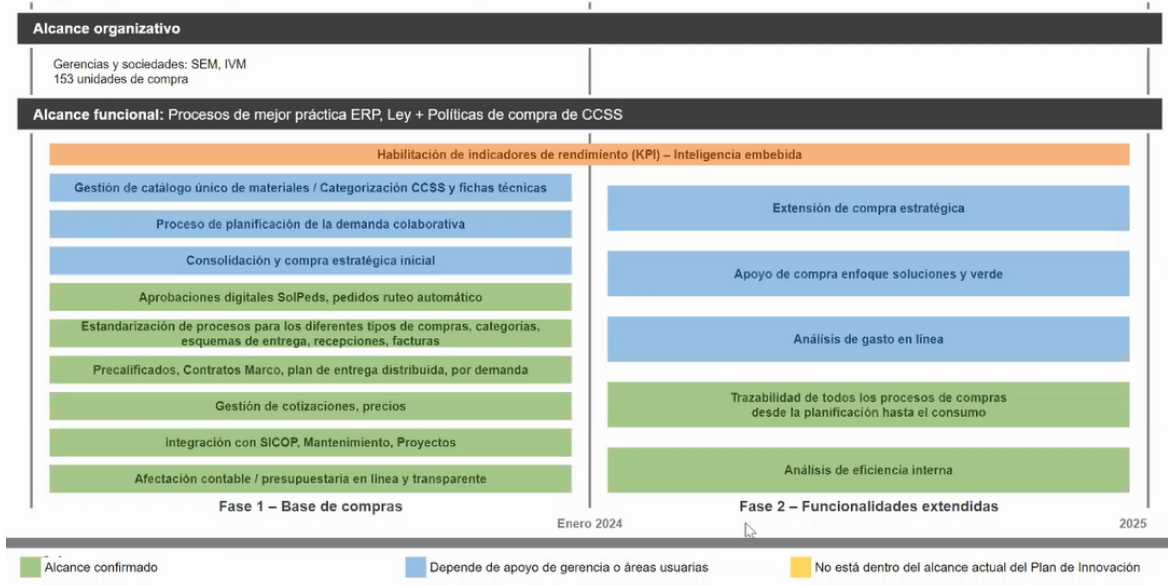 Alcance organizativo
Gerencias y sociedades: SEM, IVM
153 unidades de compra
Alcance funcional: Procesos de mejor práctica ERP, Ley + Políticas de compra de CCSS
Habilitación de indicadores de rendimiento (KPI) – Inteligencia embebida
Gestión de catálogo único de materiales / Categorización CCSS y fichas técnicas
Proceso de planificación de la demanda colaborativa
Consolidación y compra estratégica inicial
Aprobaciones digitales SolPeds, pedidos ruteo automático
Estandarización de procesos para los diferentes tipos de compras, categorías,
esquemas de entrega, recepciones, facturas
Precalificados, Contratos Marco, plan de entrega distribuida, por demanda
Gestión de cotizaciones, precios
Integración con SICOP, Mantenimiento, Proyectos
Afectación contable / presupuestaria en línea y transparente
Fase 1 – Base de compras
Extensión de compra estratégica
Apoyo de compra enfoque soluciones y verde
Análisis de gasto en línea
Trazabilidad de todos los procesos de compras
desde la planificación hasta el consumo
Análisis de eficiencia interna
Fase 2 – Funcionalidades extendidas
Enero 2024
2025
Alcance confirmado
Depende de apoyo de gerencia o áreas usuarias
No está dentro del alcance actual del Plan de Innovación